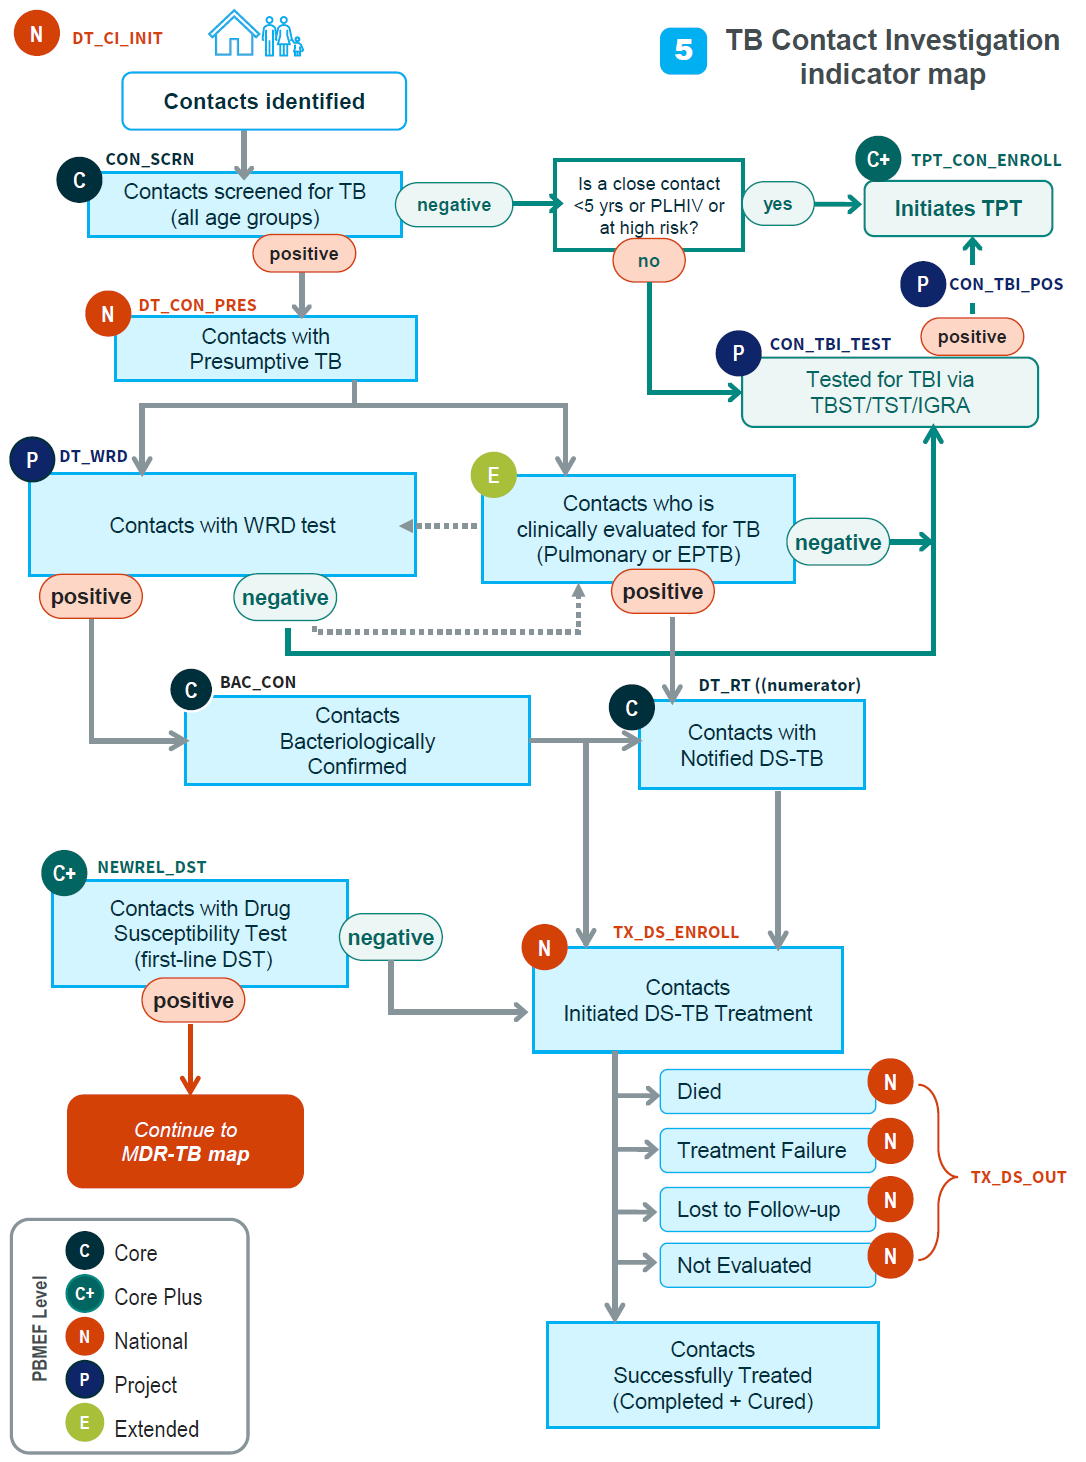 N
DT_CI_INIT
5
TB Contact Investigation
indicator map
Contacts identified
C
CON_SCRN
Contacts screened for TB
(all age groups)
negative
positive
Is a close contact
<5 yrs or PLHIV or
at high risk?
yes
no
C+
TPT_CON_ENROLL
Initiates TPT
P
CON_TBI_POS
positive
P
CON_TBI_TEST
Tested for TBI via
TBST/TST/IGRA
N
DT_CON_PRES
Contacts with
Presumptive TB
P
DT_WRD
Contacts with WRD test
positive
negative
E
Contacts who is
clinically evaluated for TB
(Pulmonary or EPTB)
negative
positive
C
BAC_CON
Contacts
Bacteriologically
Confirmed
C
DT_RT ((numerator)
Contacts with
Notified DS-TB
C+
NEWREL_DST
Contacts with Drug
Susceptibility Test
(first-line DST)
negative
positive
Continue to
MDR-TB map
N
TX_DS_ENROLL
Contacts
Initiated DS-TB Treatment
Died
N
Treatment Failure
N
Lost to Follow-up
N
Not Evaluated
N
TX_DS_OUT
Contacts
Successfully Treated
(Completed + Cured)
PBMEF Level
C
Core
C+
Core Plus
N
National
P
Project
E
Extended